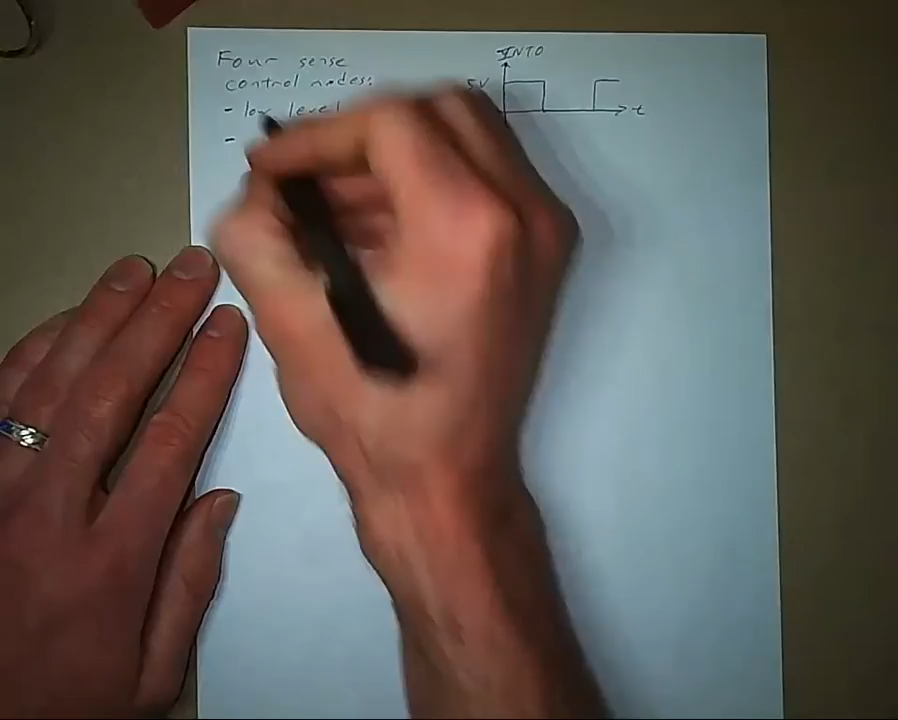 Four sense
control modes:
- low level
-
INT0
5V
t